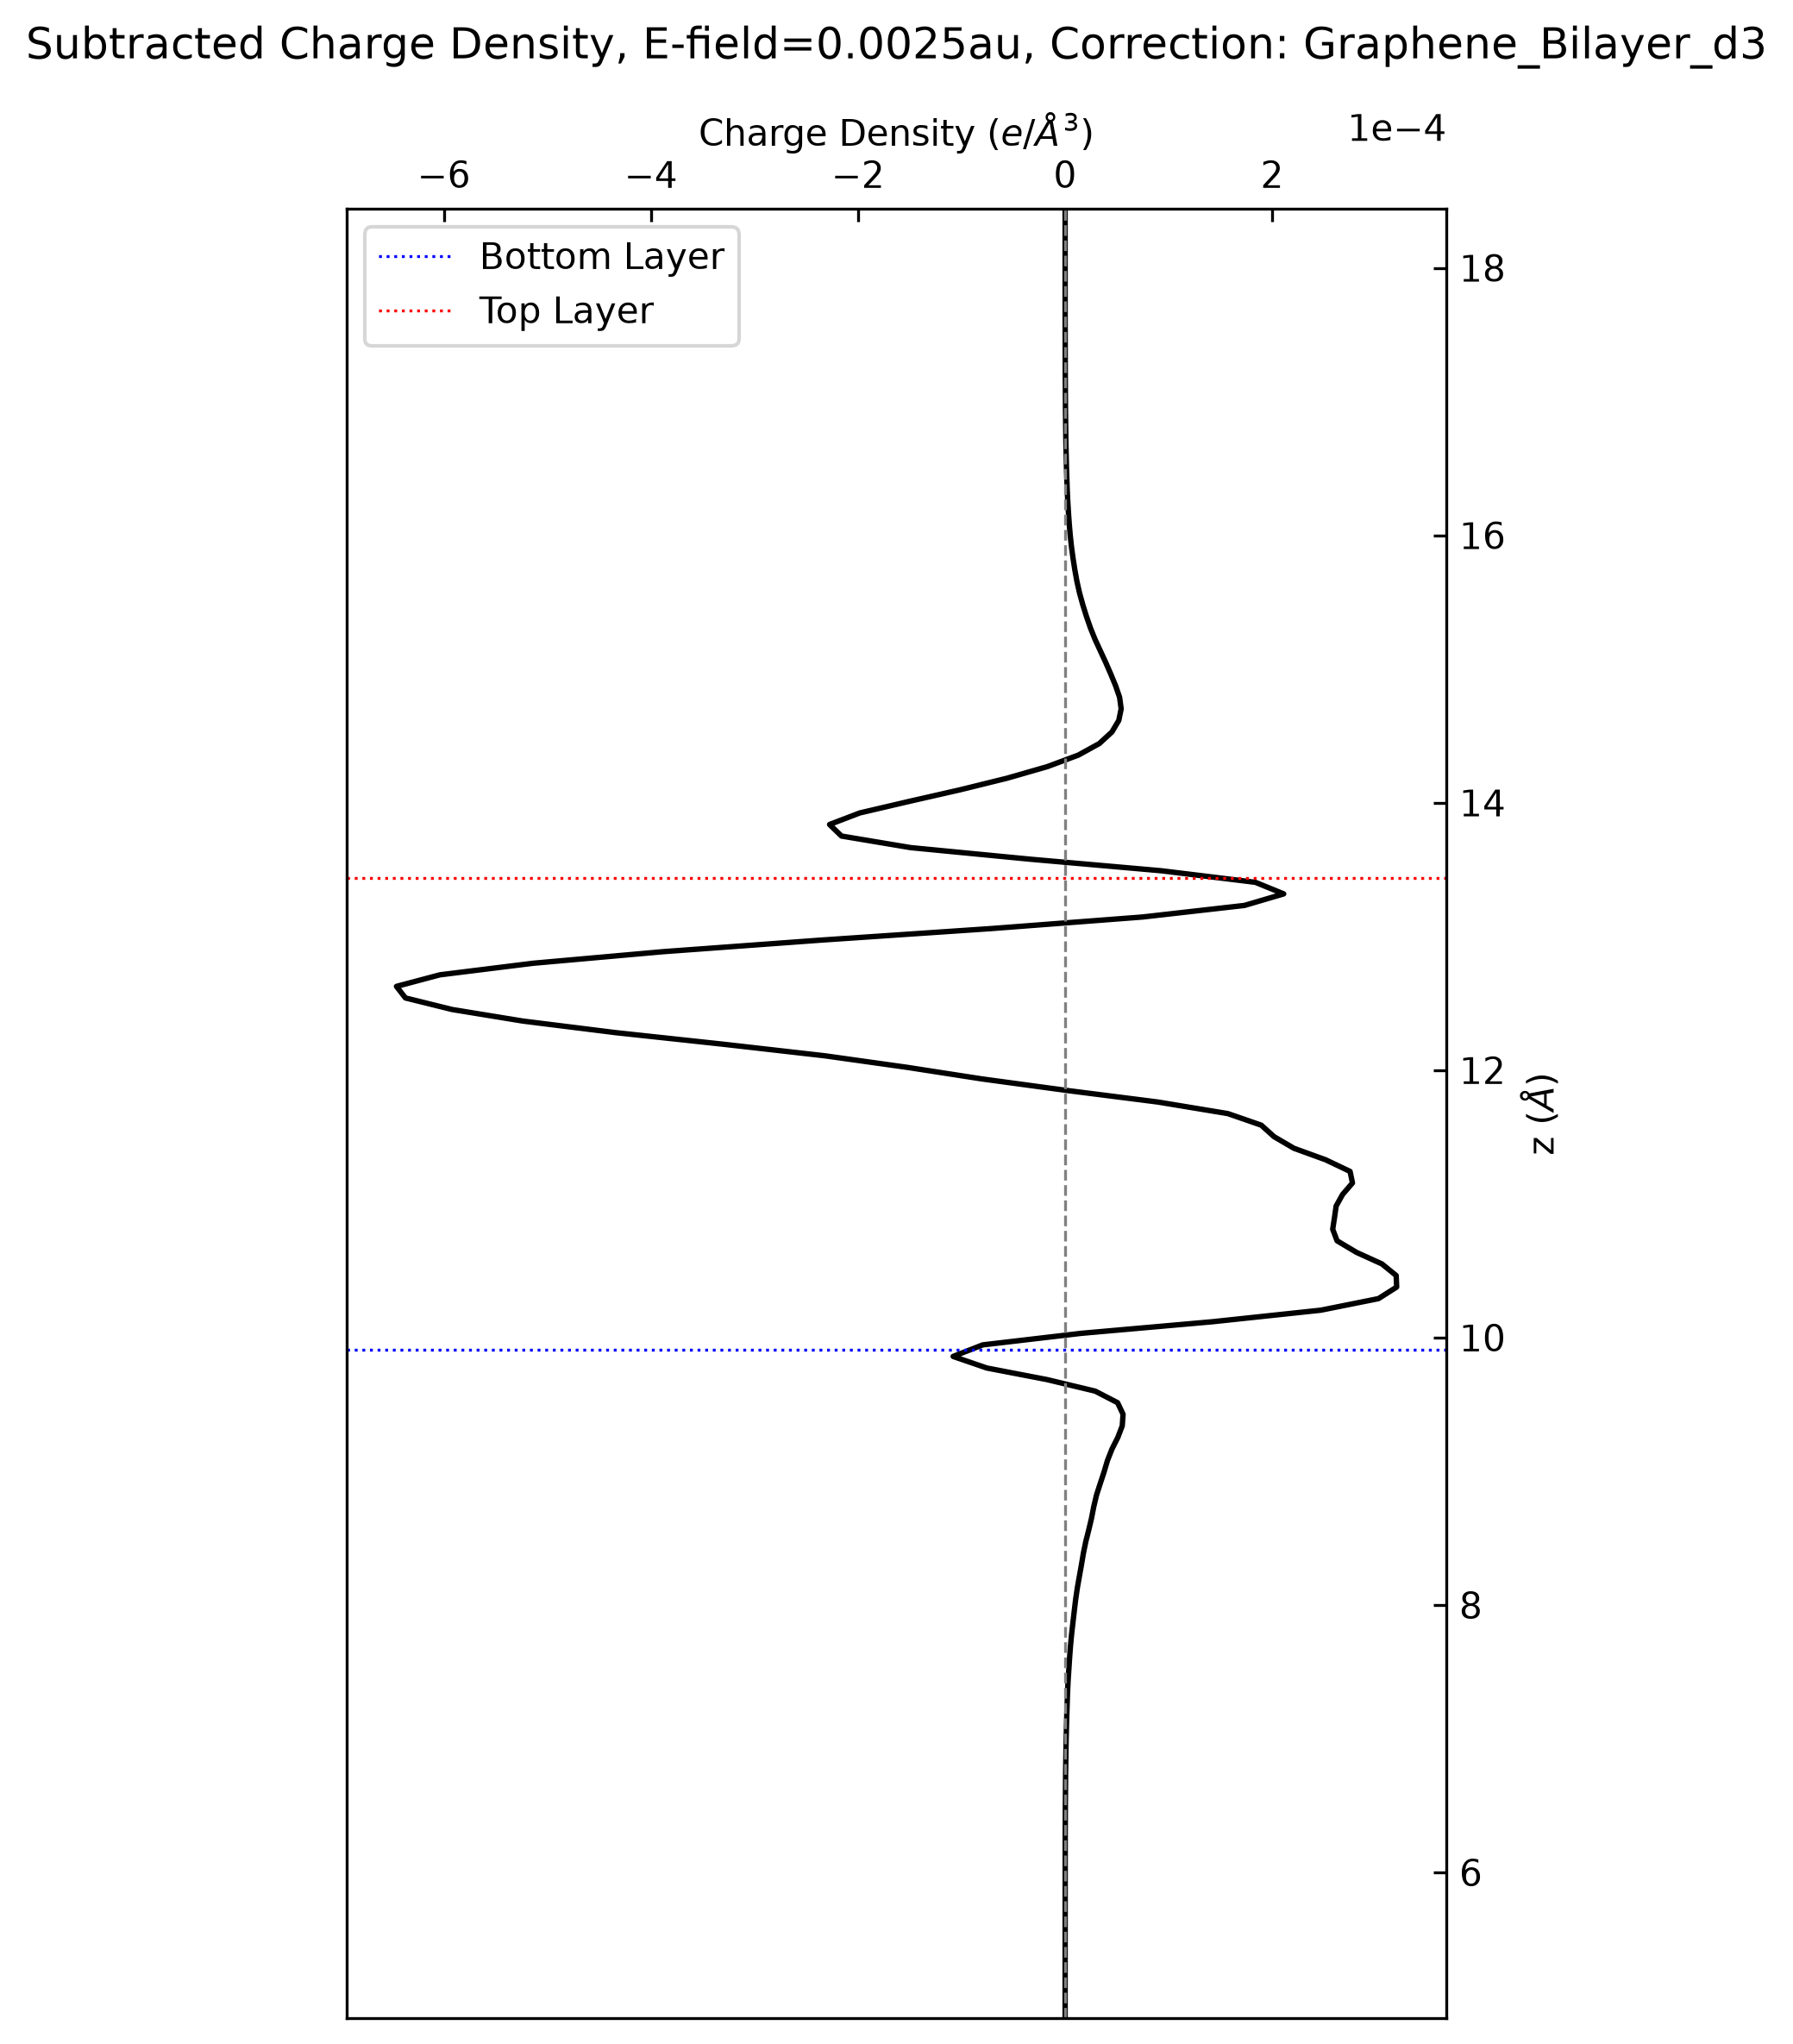 Subtracted Charge Density, E-field=0.0025au, Correction: Graphene_Bilayer_d3
Charge Density (e/Å³)
1e−4
−6 −4 −2 0 2
Bottom Layer
Top Layer
18
16
14
12
10
8
6
z (Å)